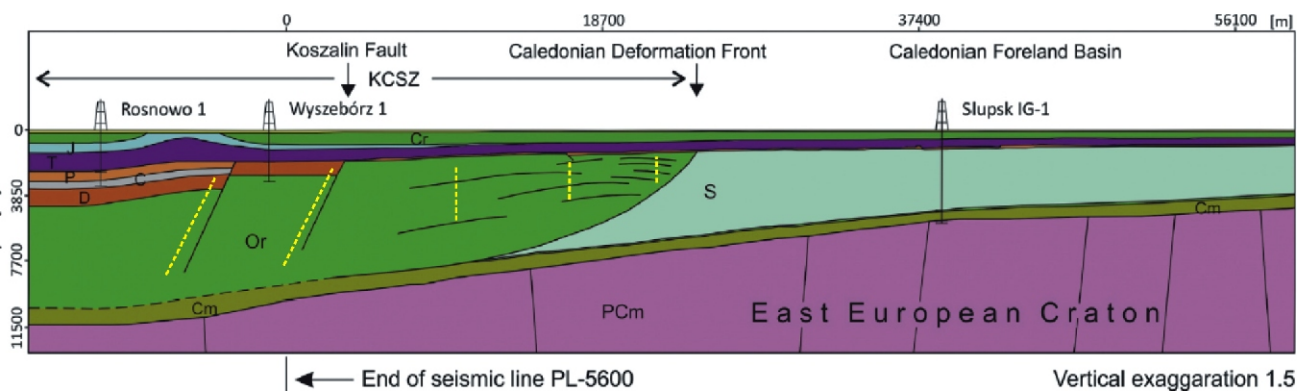 0 18700 37400 56100 [m]
Koszalin Fault Caledonian Deformation Front Caledonian Foreland Basin
KCSZ
Rosnowo 1 Wyszebórz 1 Słupsk IG-1
0
Cr
J
T
P C
3850
D
S
Cm
Or
7700
Cm
PCm East European Craton
11500
End of seismic line PL-5600 Vertical exaggeration 1.5